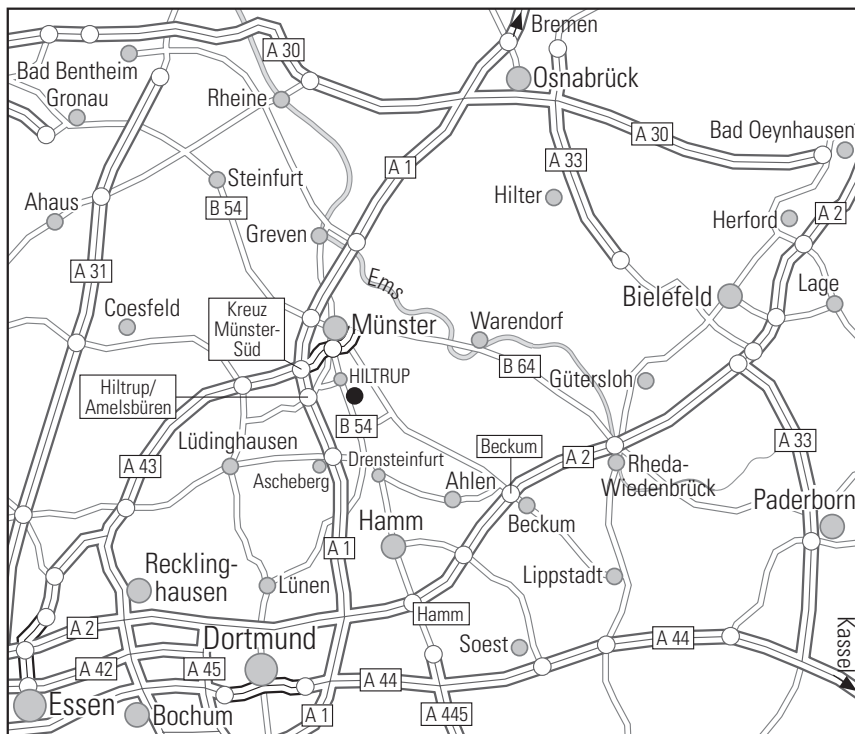 Bremen
A 30
Osnabrück
Bad Bentheim
Gronau
Rheine
A 30
Bad Oeynhausen
A 1
A 33
Steinfurt
Hilter
Ahaus
B 54
Herford
A 2
Greven
A 31
Ems
Bielefeld
Lage
Coesfeld
Kreuz
Münster-
Süd
Münster
Warendorf
B 64
Hiltrup/
Amelsbüren
HILTRUP
Gütersloh
B 54
A 33
Lüdinghausen
A 43
Beckum
A 2
Drensteinfurt
Rheda-
Wiedenbrück
Ascheberg
Ahlen
Paderborn
Beckum
Hamm
A 1
Reckling-
hausen
Lünen
Lippstadt
Hamm
A 2
Soest
A 44
Kassel
Dortmund
A 42
A 45
A 44
Essen
Bochum
A 1
A 445